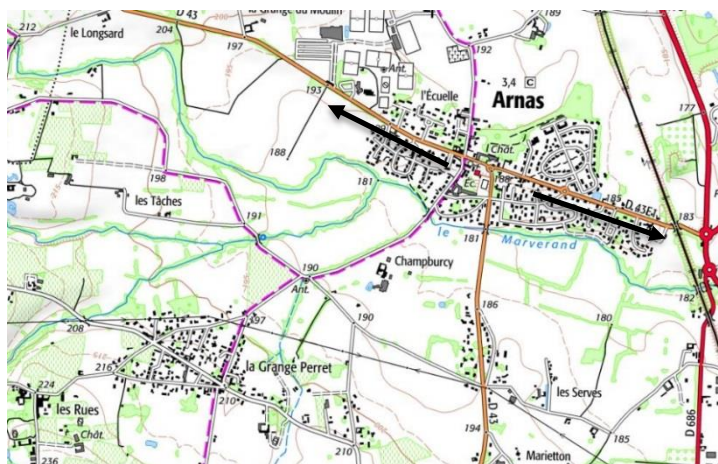 212
le Longsard
204
D 43
197
la Grange du Moulin
189
192
Ant.
193
l'Écuelle
3,4 C
Arnas
177
188
Chât.
198
Éc.
181
185
D 43E1
183
les Tâches
191
le Marverand
181
182
190
Ant.
Champburcy
186
190
180
208
197
216
la Grange Perret
les Serves
224
210
les Rues
Chât.
D 43
D 686
194
185
236
210
Marietton